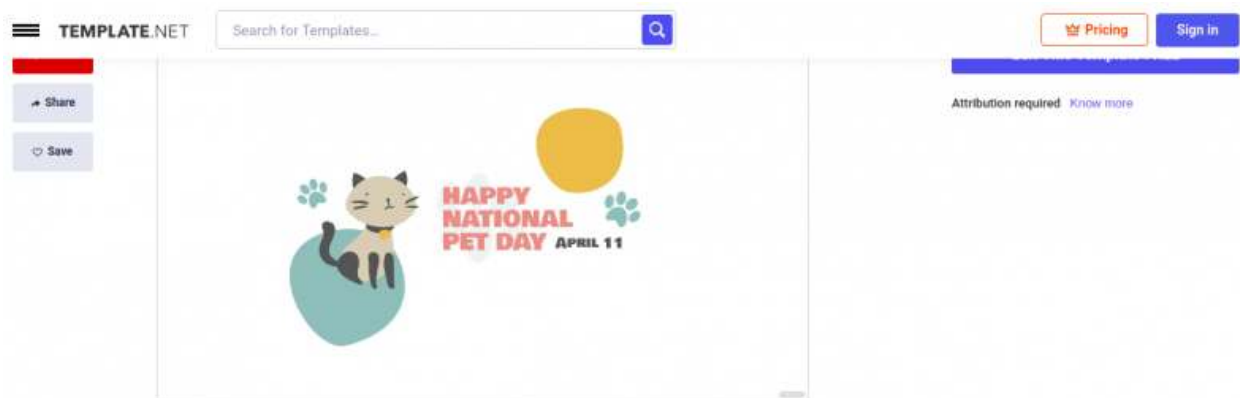 TEMPLATE.NET
Search for Templates...
Pricing
Sign in
Share
Attribution required Know more
Save
HAPPY
NATIONAL
PET DAY APRIL 11